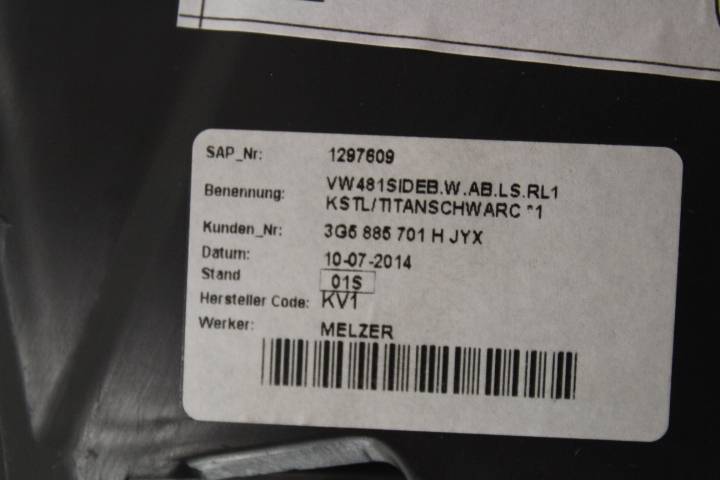 SAP_Nr: 1297609
Benennung: VW481SIDEB.W.AB.LS.RL1
KSTL/TITANSCHWARC *1
Kunden_Nr: 3G5 885 701 H JYX
Datum: 10-07-2014
Stand 01S
Hersteller Code: KV1
Werker: MELZER